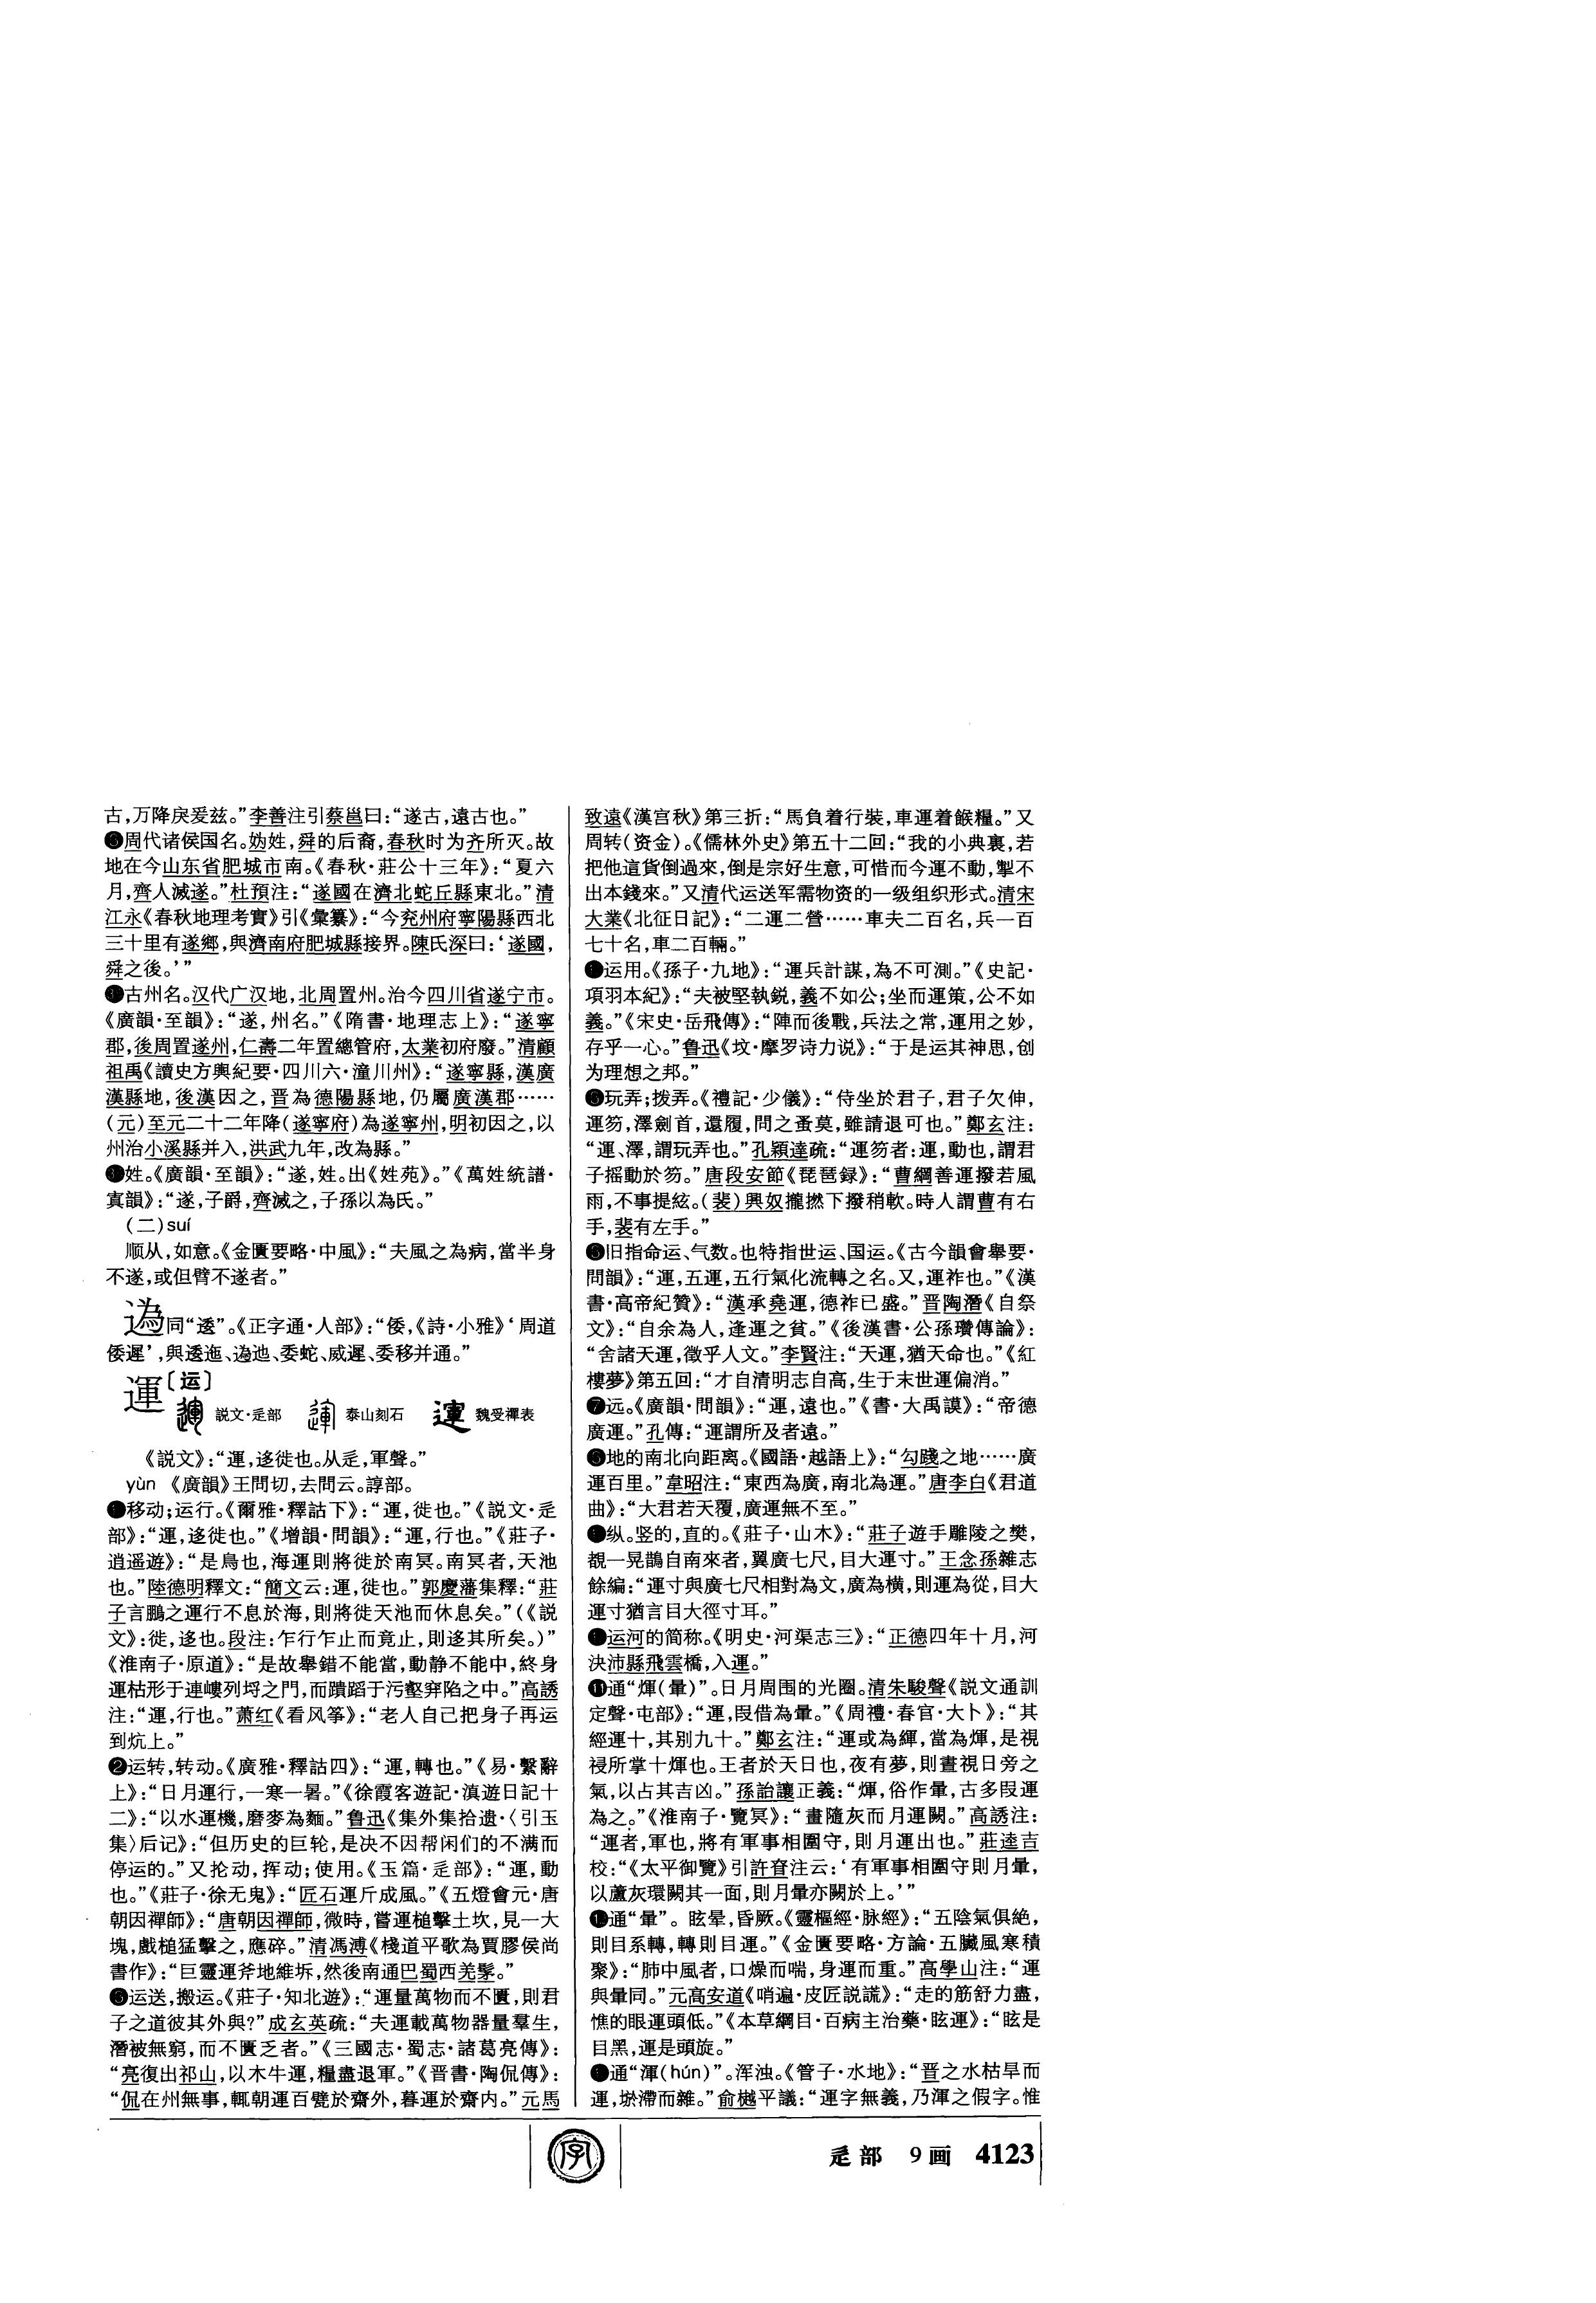 古，万降戾爰兹。”李善注引蔡邕曰：“遂古，遠古也。”
周代诸侯国名。妫姓，舜的后裔，春秋时为齐所灭。故
地在今山东省肥城市南。《春秋·莊公十三年》：“夏六
月，齊人滅遂。”杜預注：“遂國在濟北蛇丘縣東北。”清
江永《春秋地理考實》引《彙纂》：“今兖州府寧陽縣西北
三十里有遂鄉，與濟南府肥城縣接界。陳氏深曰：‘遂國，
舜之後。’”
古州名。汉代广汉地，北周置州。治今四川省遂宁市。
《廣韻·至韻》：“遂，州名。”《隋書·地理志上》：“遂寧
郡，後周置遂州，仁壽二年置總管府，太業初府廢。”清顧
祖禹《讀史方輿紀要·四川六·潼川州》：“遂寧縣，漢廣
漢縣地，後漢因之，晋為德陽縣地，仍屬廣漢郡……
（元）至元二十二年降（遂寧府）為遂寧州，明初因之，以
州治小溪縣并入，洪武九年，改為縣。”
姓。《廣韻·至韻》：“遂，姓。出《姓苑》。”《萬姓統譜·
真韻》：“遂，子爵，齊滅之，子孫以為氏。”
（二）suí
顺从，如意。《金匱要略·中風》：“夫風之為病，當半身
不遂，或但臂不遂者。”
溈同“逶”。《正字通·人部》：“倭，《詩·小雅》‘周道
倭遲’，與逶迤、迆、委蛇、威遲、委移并通。”
運〔运〕
説文·辵部 泰山刻石 魏受禪表
《説文》：“運，迻徙也。从辵，軍聲。”
yùn 《廣韻》王問切，去問云。諄部。
❶移动；运行。《爾雅·釋詁下》：“運，徙也。”《説文·辵
部》：“運，迻徙也。”《增韻·問韻》：“運，行也。”《莊子·
逍遥遊》：“是鳥也，海運則將徙於南冥。南冥者，天池
也。”陸德明釋文：“簡文云：運，徙也。”郭慶藩集釋：“莊
子言鵬之運行不息於海，則將徙天池而休息矣。”（《説
文》：徙，迻也。段注：乍行乍止而竟止，則迻其所矣。）”
《淮南子·原道》：“是故舉錯不能當，動静不能中，終身
運枯形于連嶁列埒之門，而蹪蹈于污壑穽陷之中。”高誘
注：“運，行也。”萧红《看风筝》：“老人自己把身子再运
到炕上。”
❷运转，转动。《廣雅·釋詁四》：“運，轉也。”《易·繫辭
上》：“日月運行，一寒一暑。”《徐霞客遊記·滇遊日記十
二》：“以水運機，磨麥為麵。”鲁迅《集外集拾遗·〈引玉
集〉后记》：“但历史的巨轮，是决不因帮闲们的不满而
停运的。”又抡动，挥动；使用。《玉篇·辵部》：“運，動
也。”《莊子·徐无鬼》：“匠石運斤成風。”《五燈會元·唐
朝因禪師》：“唐朝因禪師，微時，嘗運槌擊土坎，見一大
塊，戲槌猛擊之，應碎。”清馮溥《棧道平歌為賈膠侯尚
書作》：“巨靈運斧地維坼，然後南通巴蜀西羌髳。”
❸运送，搬运。《莊子·知北遊》：“運量萬物而不匱，則君
子之道彼其外與？”成玄英疏：“夫運載萬物器量羣生，
潛被無窮，而不匱乏者。”《三國志·蜀志·諸葛亮傳》：
“亮復出祁山，以木牛運，糧盡退軍。”《晋書·陶侃傳》：
“侃在州無事，輒朝運百甓於齋外，暮運於齋内。”元馬
致遠《漢宫秋》第三折：“馬負着行裝，車運着餱糧。”又
周转（资金）。《儒林外史》第五十二回：“我的小典裏，若
把他這貨倒過來，倒是宗好生意，可惜而今運不動，掣不
出本錢來。”又清代运送军需物资的一级组织形式。清宋
大業《北征日記》：“二運二營……車夫二百名，兵一百
七十名，車二百輛。”
运用。《孫子·九地》：“運兵計謀，為不可測。”《史記·
項羽本紀》：“夫被堅執鋭，義不如公；坐而運策，公不如
義。”《宋史·岳飛傳》：“陣而後戰，兵法之常，運用之妙，
存乎一心。”鲁迅《坟·摩罗诗力说》：“于是运其神思，创
为理想之邦。”
玩弄；拨弄。《禮記·少儀》：“侍坐於君子，君子欠伸，
運笏，澤劍首，還屨，問之蚤莫，雖請退可也。”鄭玄注：
“運、澤，謂玩弄也。”孔穎達疏：“運笏者：運，動也，謂君
子摇動於笏。”唐段安節《琵琶録》：“曹綱善運撥若風
雨，不事提絃。（裴）興奴攏撚下撥稍軟。時人謂曹有右
手，裴有左手。”
旧指命运、气数。也特指世运、国运。《古今韻會舉要·
問韻》：“運，五運，五行氣化流轉之名。又，運祚也。”《漢
書·高帝紀贊》：“漢承堯運，德祚已盛。”晋陶潛《自祭
文》：“自余為人，逢運之貧。”《後漢書·公孫瓚傳論》：
“舍諸天運，徵乎人文。”李賢注：“天運，猶天命也。”《紅
樓夢》第五回：“才自清明志自高，生于末世運偏消。”
❼远。《廣韻·問韻》：“運，遠也。”《書·大禹謨》：“帝德
廣運。”孔傳：“運謂所及者遠。”
地的南北向距离。《國語·越語上》：“勾踐之地……廣
運百里。”韋昭注：“東西為廣，南北為運。”唐李白《君道
曲》：“大君若天覆，廣運無不至。”
纵。竖的，直的。《莊子·山木》：“莊子遊乎雕陵之樊，
覩一異鵲自南來者，翼廣七尺，目大運寸。”王念孫雜志
餘編：“運寸與廣七尺相對為文，廣為横，則運為從，目大
運寸猶言目大徑寸耳。”
运河的简称。《明史·河渠志三》：“正德四年十月，河
決沛縣飛雲橋，入運。”
⓫通“煇（暈）”。日月周围的光圈。清朱駿聲《説文通訓
定聲·屯部》：“運，叚借為暈。”《周禮·春官·大卜》：“其
經運十，其别九十。”鄭玄注：“運或為緷，當為煇，是視
祲所掌十煇也。王者於天日也，夜有夢，則晝視日旁之
氣，以占其吉凶。”孫詒讓正義：“煇，俗作暈，古多叚運
為之。”《淮南子·覽冥》：“畫隨灰而月運闕。”高誘注：
“運者，軍也，將有軍事相圍守，則月運出也。”莊逵吉
校：“《太平御覽》引許眘注云：‘有軍事相圍守則月暈，
以蘆灰環闕其一面，則月暈亦闕於上。’”
通“暈”。眩晕，昏厥。《靈樞經·脉經》：“五陰氣俱絶，
則目系轉，轉則目運。”《金匱要略·方論·五臟風寒積
聚》：“肺中風者，口燥而喘，身運而重。”高學山注：“運
與暈同。”元高安道《哨遍·皮匠説謊》：“走的筋舒力盡，
憔的眼運頭低。”《本草綱目·百病主治藥·眩運》：“眩是
目黑，運是頭旋。”
通“渾（hún）”。浑浊。《管子·水地》：“晋之水枯旱而
運，淤滯而雜。”俞樾平議：“運字無義，乃渾之假字。惟
字
辵部 9画 4123